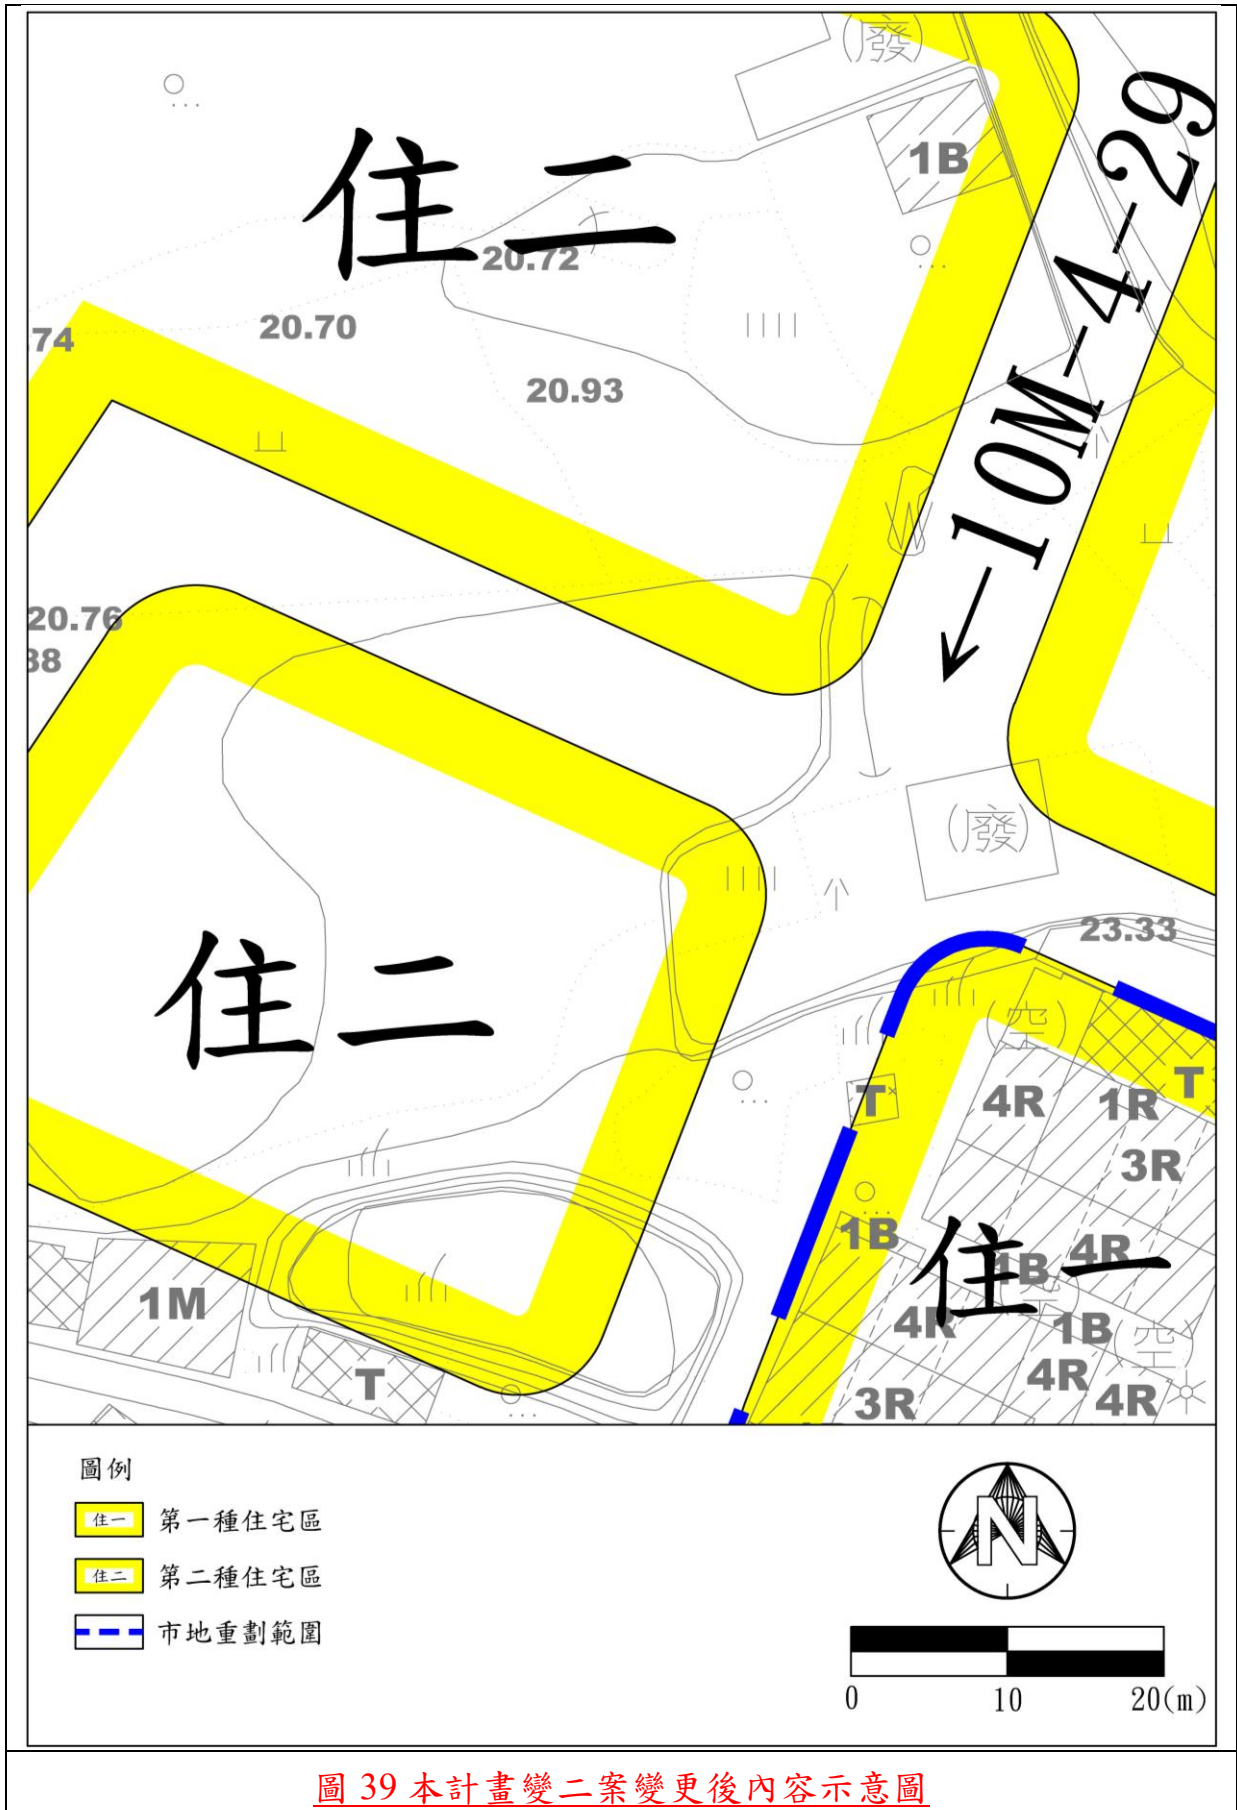 (廢)
住二
1B
10M-4-29
20.72
20.70
.74
20.93
20.76
38
(廢)
23.33
住二
(空)
T
4R
1R
T
3R
1B
住一
4R
1B
1M
4R
1B
(空)
4R
T
3R
4R
圖例
住一 第一種住宅區
住二 第二種住宅區
市地重劃範圍
N
0 10 20(m)
圖 39 本計畫變二案變更後內容示意圖